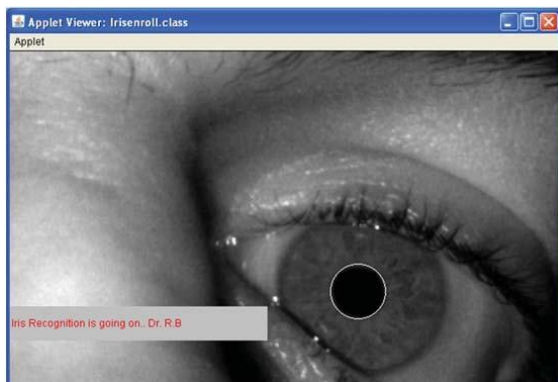 Applet Viewer: Irisenroll.class
Applet
Iris Recognition is going on.. Dr. R.B